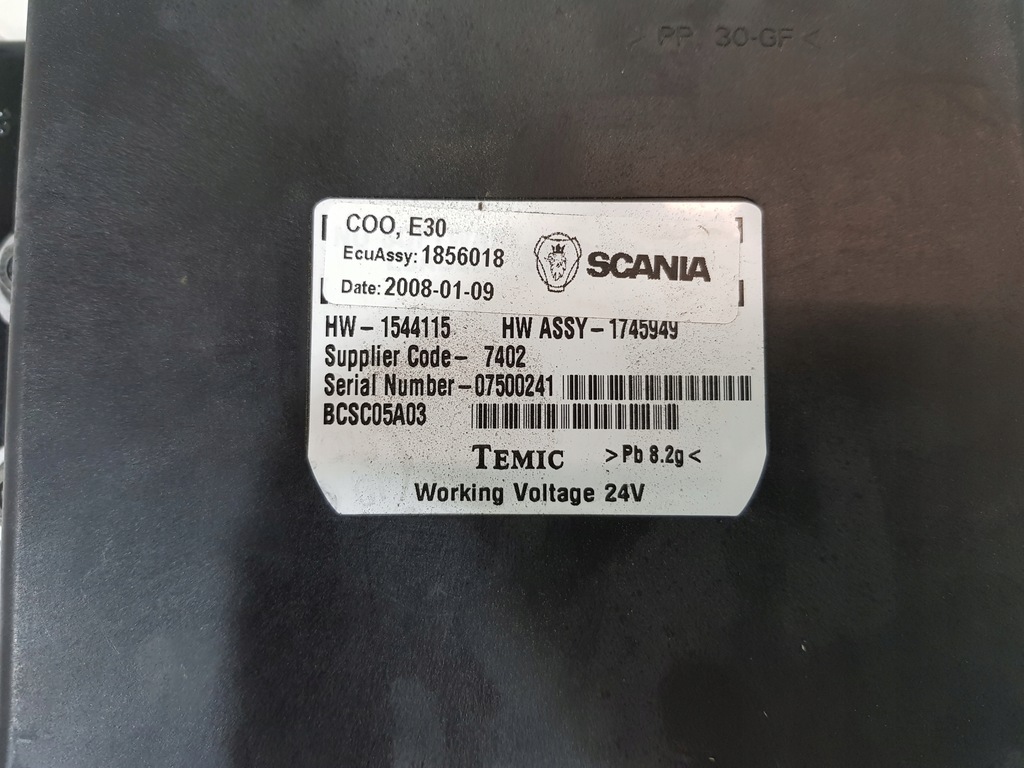 > PP 30-GF <
COO, E30
EcuAssy: 1856018
Date: 2008-01-09
SCANIA
HW - 1544115 HW ASSY - 1745949
Supplier Code - 7402
Serial Number - 07500241
BCSC05A03
TEMIC >Pb 8.2g<
Working Voltage 24V